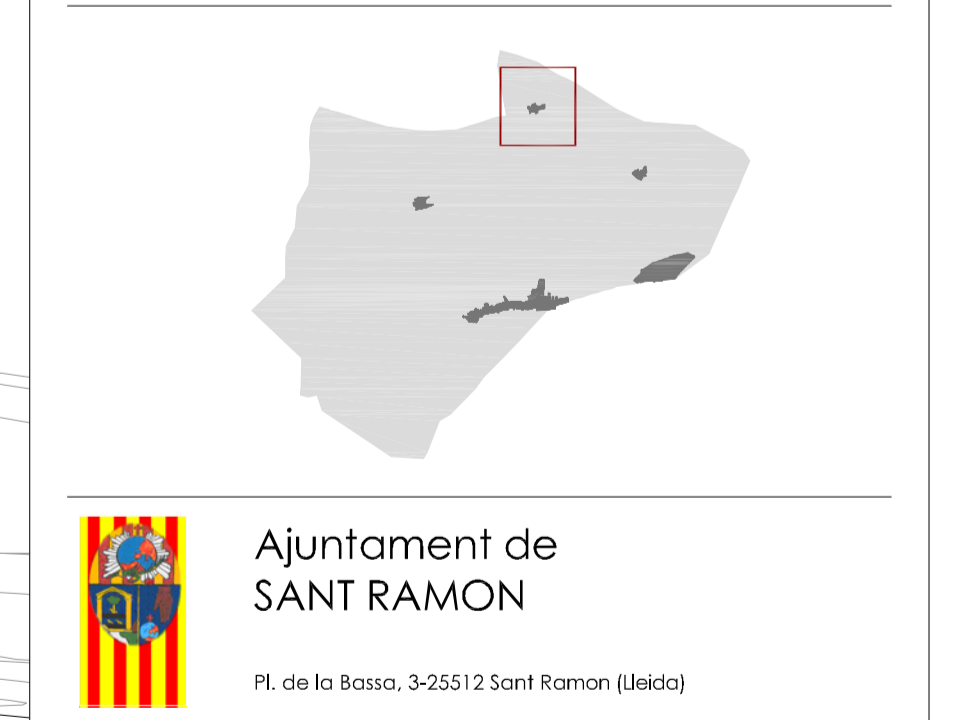 Ajuntament de
SANT RAMON
Pl. de la Bassa, 3-25512 Sant Ramon (Lleida)